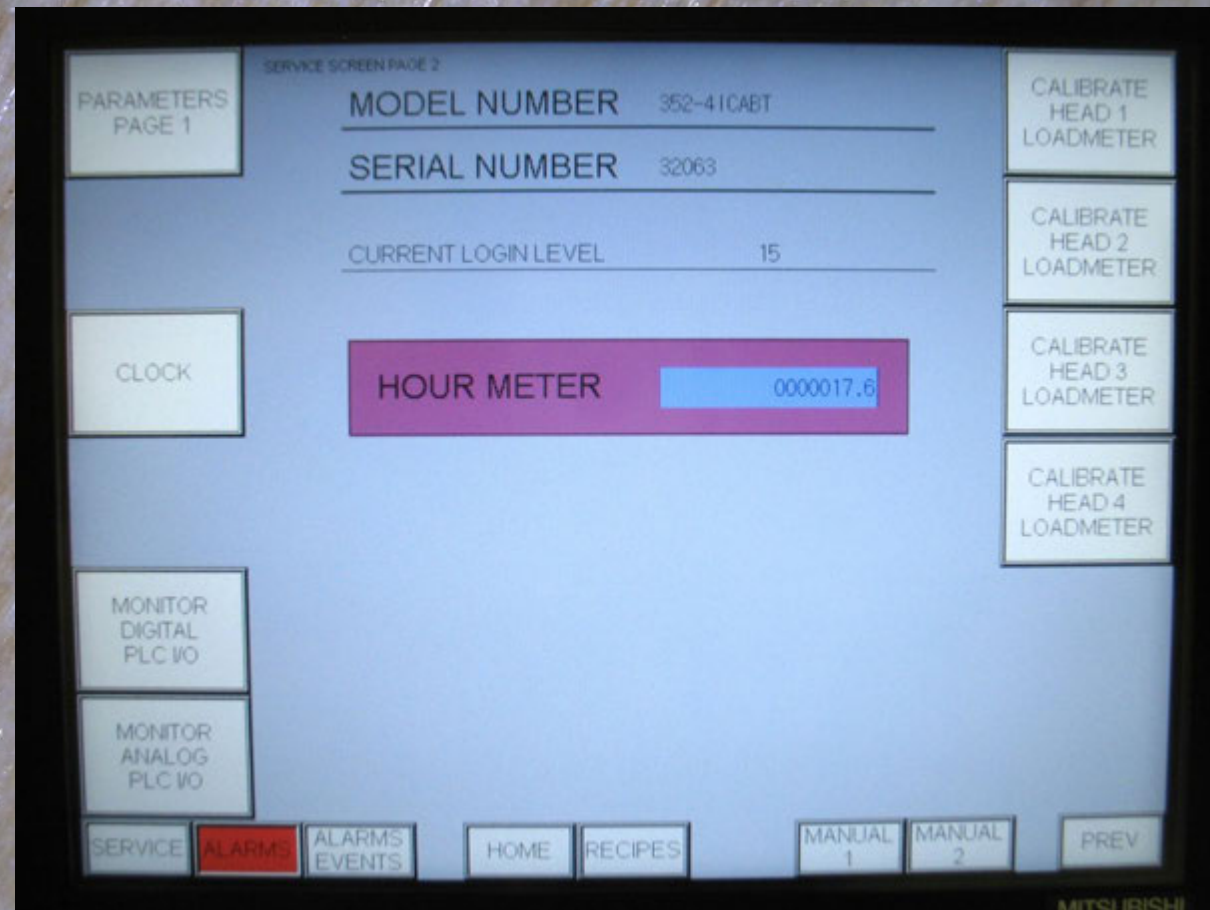 SERVICE SCREEN PAGE 2
PARAMETERS
PAGE 1
MODEL NUMBER 352-41CABT
SERIAL NUMBER 32063
CURRENT LOGIN LEVEL 15
CLOCK
HOUR METER 0000017.6
MONITOR
DIGITAL
PLC I/O
MONITOR
ANALOG
PLC I/O
CALIBRATE
HEAD 1
LOADMETER
CALIBRATE
HEAD 2
LOADMETER
CALIBRATE
HEAD 3
LOADMETER
CALIBRATE
HEAD 4
LOADMETER
SERVICE
ALARMS
ALARMS
EVENTS
HOME
RECIPES
MANUAL
1
MANUAL
2
PREV
MITSUBISHI